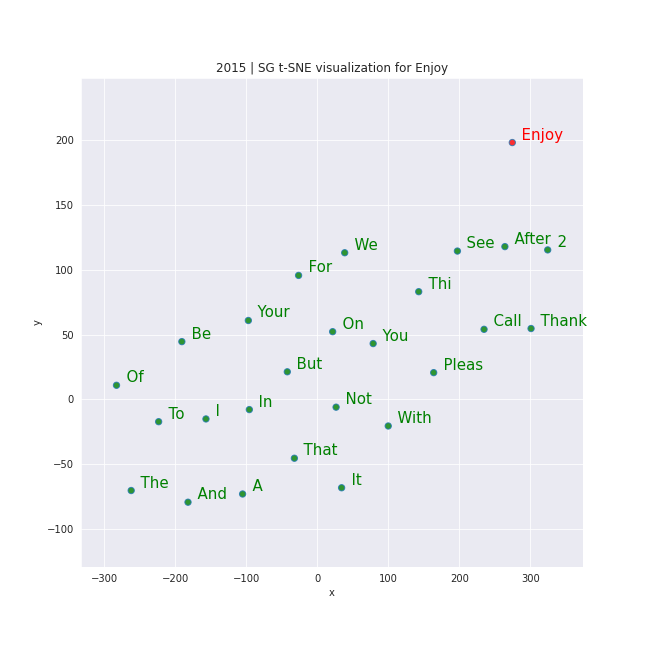 2015 | SG t-SNE visualization for Enjoy
Enjoy
We
See
After
2
For
Thi
Your
On
Call
Thank
Be
You
But
Pleas
Of
In
Not
To
I
With
That
The
And
A
It
200
150
100
50
0
−50
−100
y
−300
−200
−100
0
100
200
300
x